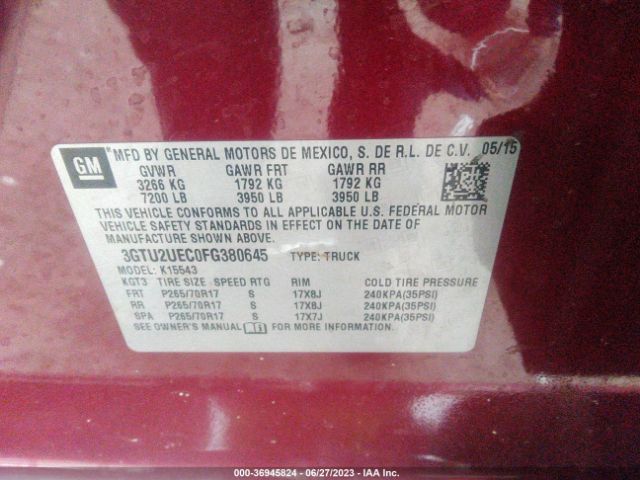 GM
*MFD BY GENERAL MOTORS DE MEXICO, S. DE R.L. DE C.V. 05/15
GVWR GAWR FRT GAWR RR
3266 KG 1792 KG 1792 KG
7200 LB 3950 LB 3950 LB
THIS VEHICLE CONFORMS TO ALL APPLICABLE U.S. FEDERAL MOTOR
VEHICLE SAFETY STANDARDS IN EFFECT ON THE DATE OF
MANUFACTURE SHOWN ABOVE.
3GTU2UEC0FG380645 TYPE: TRUCK
MODEL: K15543
KGT3 TIRE SIZE SPEED RTG RIM COLD TIRE PRESSURE
FRT P265/70R17 S 17X8J 240KPA(35PSI)
RR P265/70R17 S 17X8J 240KPA(35PSI)
SPA P265/70R17 S 17X7J 240KPA(35PSI)
SEE OWNER'S MANUAL FOR MORE INFORMATION.
000-36945824 - 06/27/2023 - IAA Inc.